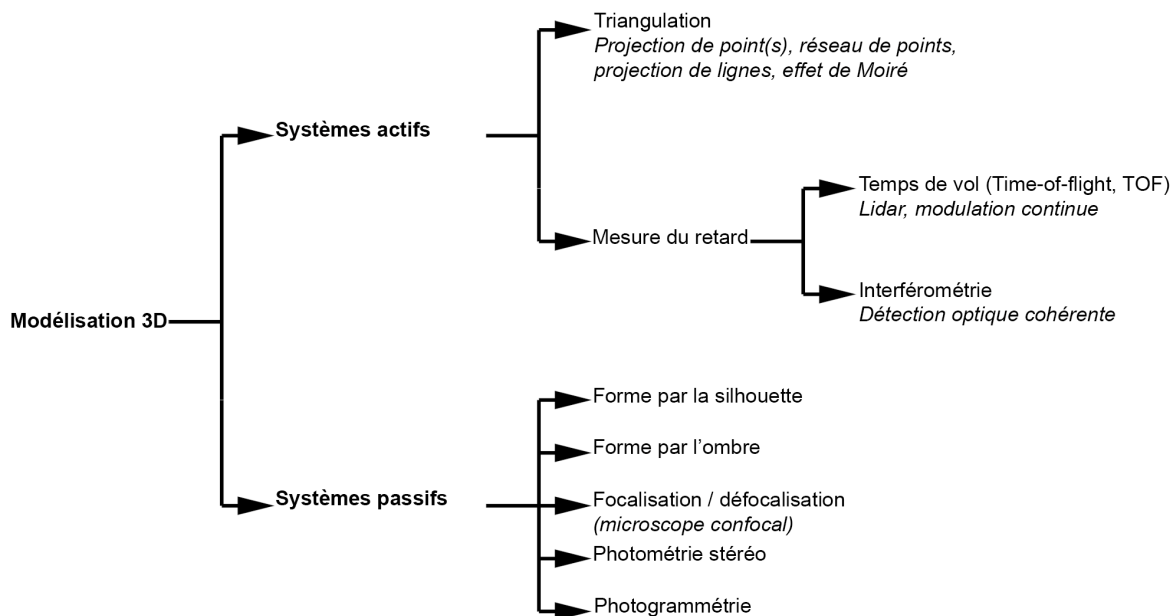 Triangulation
Projection de point(s), réseau de points,
projection de lignes, effet de Moiré
Systèmes actifs
Temps de vol (Time-of-flight, TOF)
Lidar, modulation continue
Mesure du retard
Interférométrie
Détection optique cohérente
Modélisation 3D
Forme par la silhouette
Forme par l'ombre
Systèmes passifs
Focalisation / défocalisation
(microscope confocal)
Photométrie stéréo
Photogrammétrie